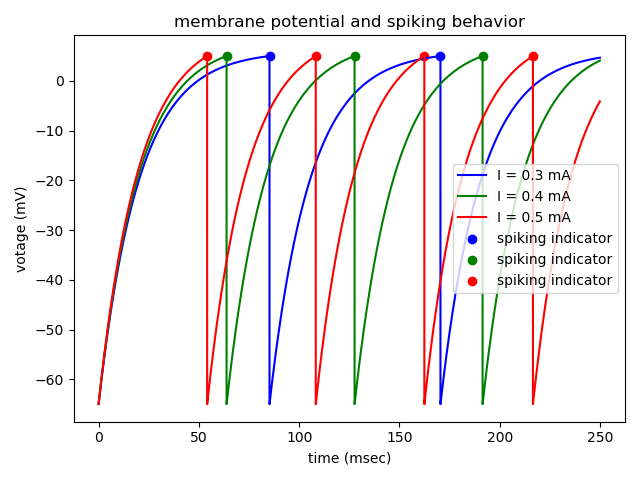 membrane potential and spiking behavior
votage (mV)
0
−10
−20
−30
−40
−50
−60
I = 0.3 mA
I = 0.4 mA
I = 0.5 mA
spiking indicator
spiking indicator
spiking indicator
0 50 100 150 200 250
time (msec)